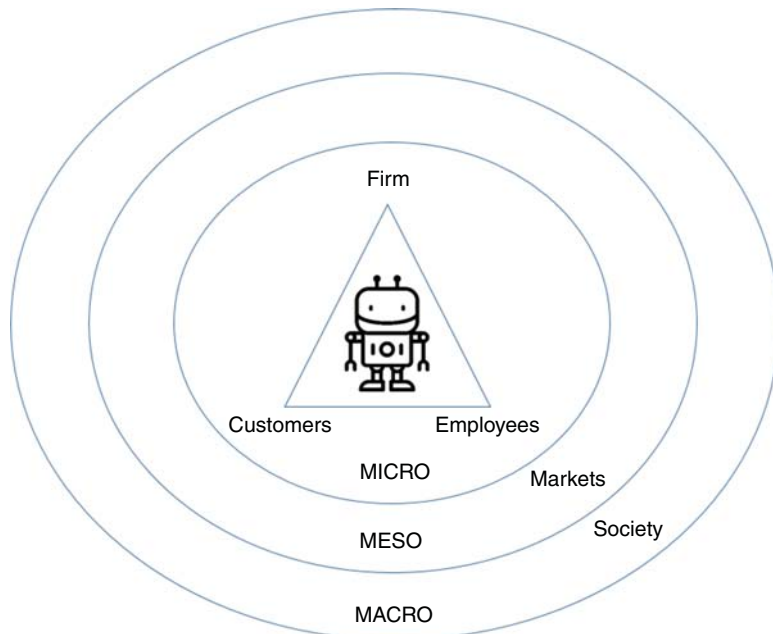 Firm
Customers
Employees
MICRO
Markets
Society
MESO
MACRO